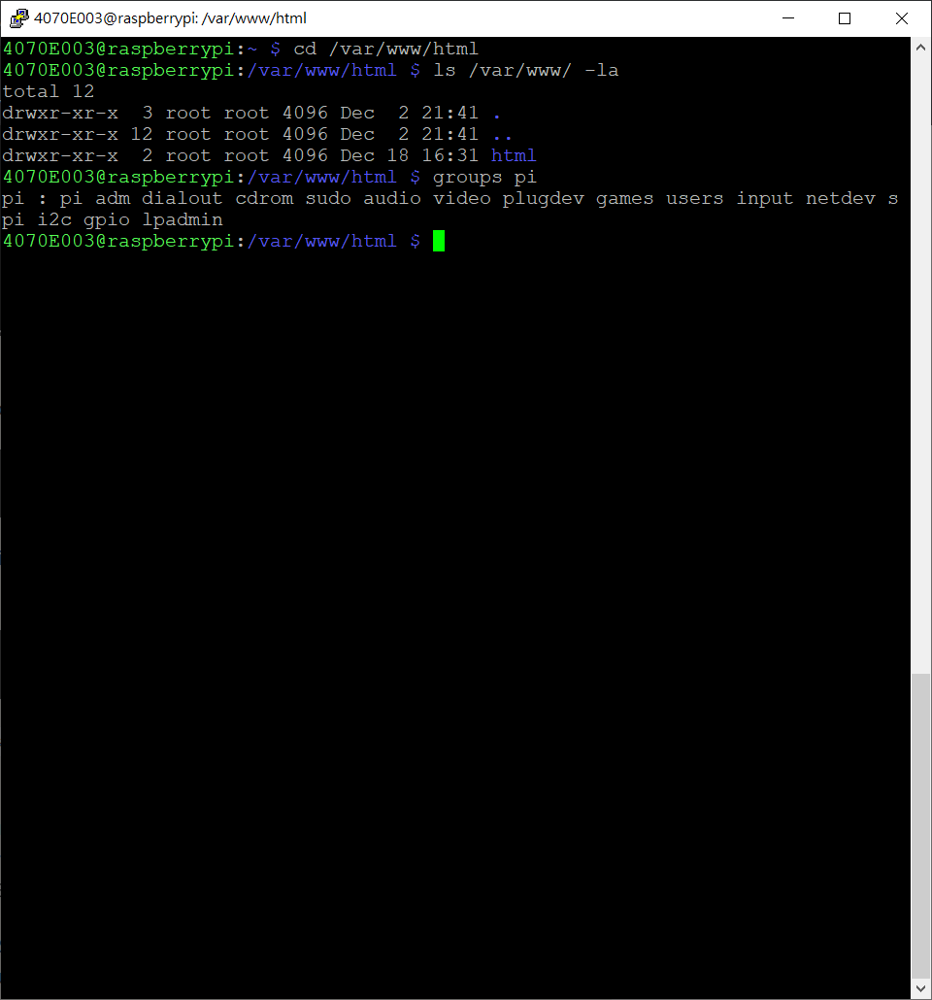 4070E003@raspberrypi: /var/www/html
4070E003@raspberrypi:~ $ cd /var/www/html
4070E003@raspberrypi:/var/www/html $ ls /var/www/ -la
total 12
drwxr-xr-x  3 root root 4096 Dec  2 21:41 .
drwxr-xr-x 12 root root 4096 Dec  2 21:41 ..
drwxr-xr-x  2 root root 4096 Dec 18 16:31 html
4070E003@raspberrypi:/var/www/html $ groups pi
pi : pi adm dialout cdrom sudo audio video plugdev games users input netdev s
pi i2c gpio lpadmin
4070E003@raspberrypi:/var/www/html $